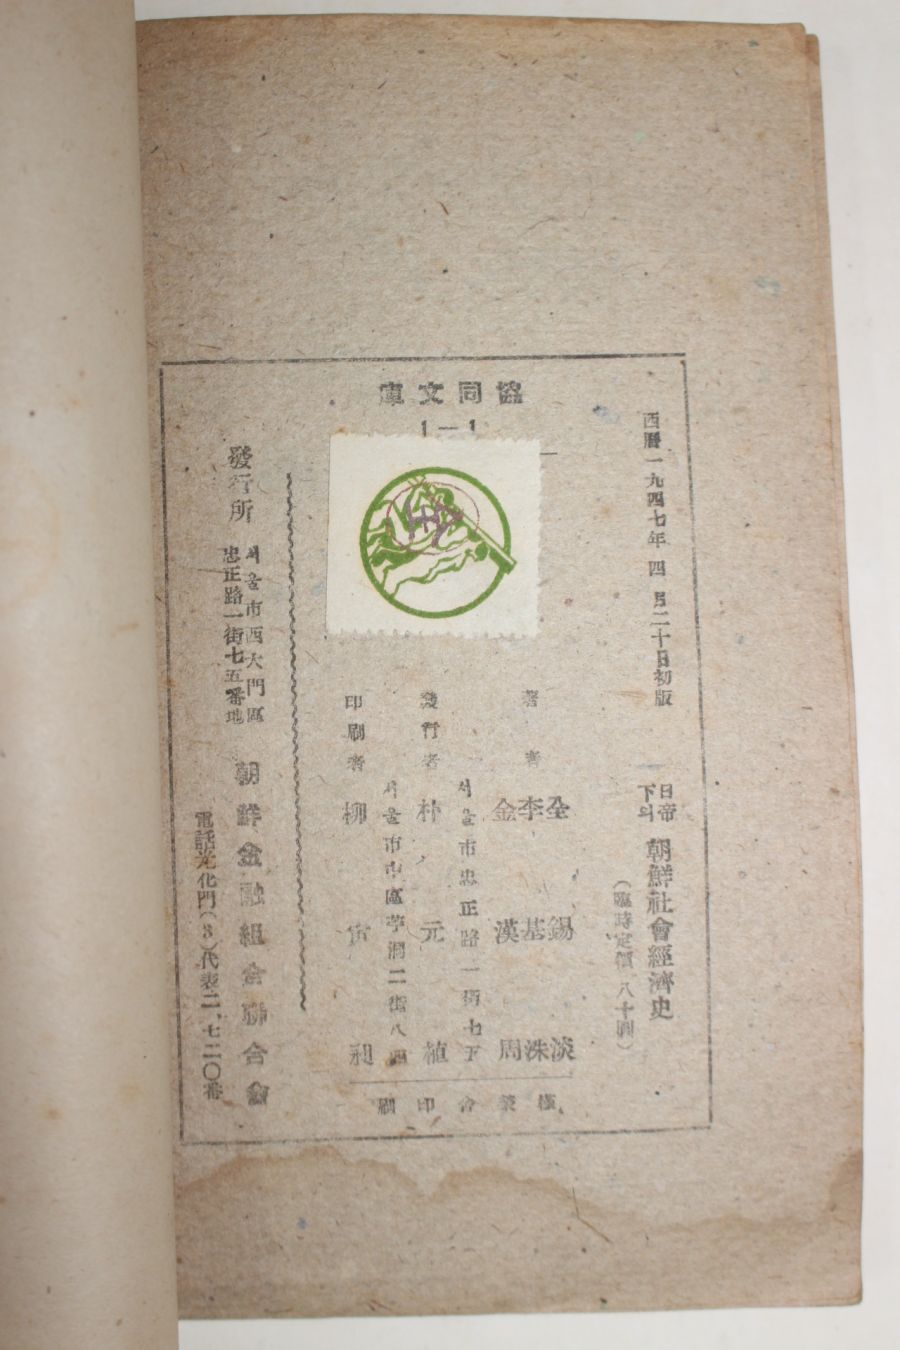 協同文庫
1—1
西曆一九四七年四月二十日初版
日帝下의 朝鮮社會經濟史
(臨時定價八十圓)
著者
全錫淡
李基洙
金漢周
서울市忠正路一街七五
發行者 朴元植
서울市中區茅洞二街八四
印刷者 柳寅昶
印刷
發行所
서울市西大門區
忠正路一街七五番地
朝鮮金融組合聯合會
電話光化門(3)代表二、七二〇番